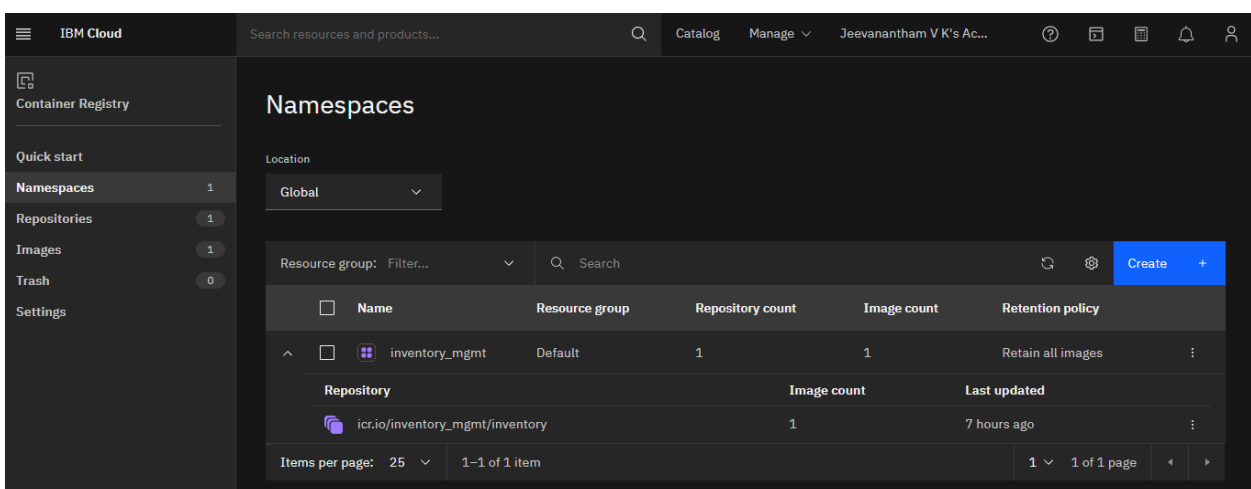 IBM Cloud
Search resources and products...
Catalog
Manage
Jeevanantham V K's Ac...
Container Registry
Quick start
Namespaces 1
Repositories 1
Images 1
Trash 0
Settings
Namespaces
Location
Global
Resource group: Filter...
Search
Create +
Name Resource group Repository count Image count Retention policy
inventory_mgmt Default 1 1 Retain all images
Repository Image count Last updated
icr.io/inventory_mgmt/inventory 1 7 hours ago
Items per page: 25 1–1 of 1 item 1 1 of 1 page